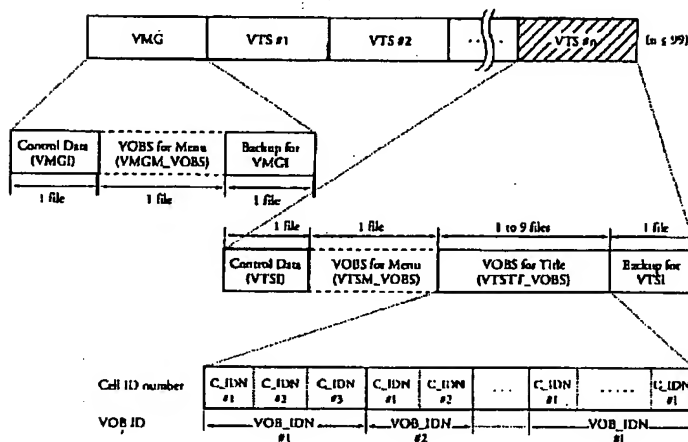 VMG VTS #1 VTS #2 ..... VTS #n (n ≤ 99)
Control Data (VMGI)
VOBS for Menu (VMGM_VOBS)
Backup for VMGI
1 file 1 file 1 file
1 file 1 file 1 to 9 files 1 file
Control Data (VTSI)
VOBS for Menu (VTSM_VOBS)
VOBS for Title (VTSTT_VOBS)
Backup for VTSI
Cell ID number C_IDN #1 C_IDN #2 C_IDN #3 C_IDN #1 C_IDN #2 ... C_IDN #1 ..... C_IDN #1
VOB ID VOB_IDN #1 VOB_IDN #2 VOB_IDN #1